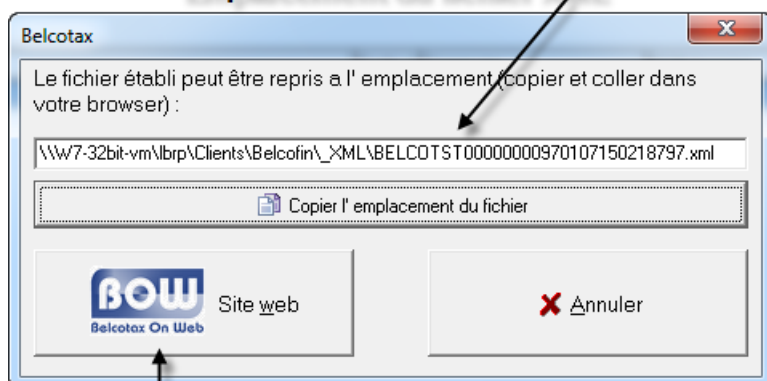 Belcotax
Le fichier établi peut être repris a l' emplacement (copier et coller dans
votre browser) :
\\W7-32bit-vm\lbrp\Clients\Belcofin\_XML\BELCOTST00000000970107150218797.xml
Copier l' emplacement du fichier
BOW
Belcotax On Web
Site web
Annuler